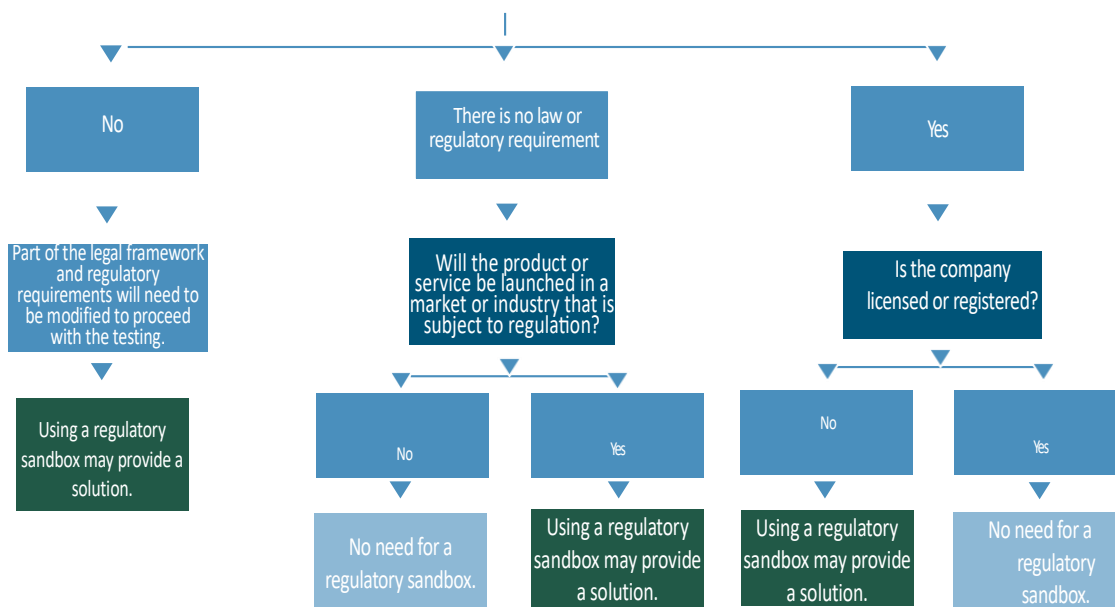 No
There is no law or
regulatory requirement
Yes
Part of the legal framework
and regulatory
requirements will need to
be modified to proceed
with the testing.
Will the product or
service be launched in a
market or industry that is
subject to regulation?
Is the company
licensed or registered?
Using a regulatory
sandbox may provide a
solution.
No
Yes
No
Yes
No need for a
regulatory sandbox.
Using a regulatory
sandbox may provide
a solution.
Using a regulatory
sandbox may provide
a solution.
No need for a
regulatory
sandbox.